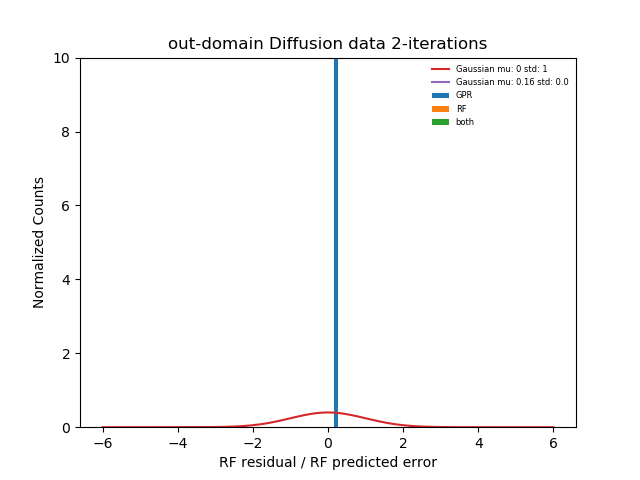 out-domain Diffusion data 2-iterations
Gaussian mu: 0 std: 1
Gaussian mu: 0.16 std: 0.0
GPR
RF
both
Normalized Counts
10
8
6
4
2
0
−6
−4
−2
0
2
4
6
RF residual / RF predicted error